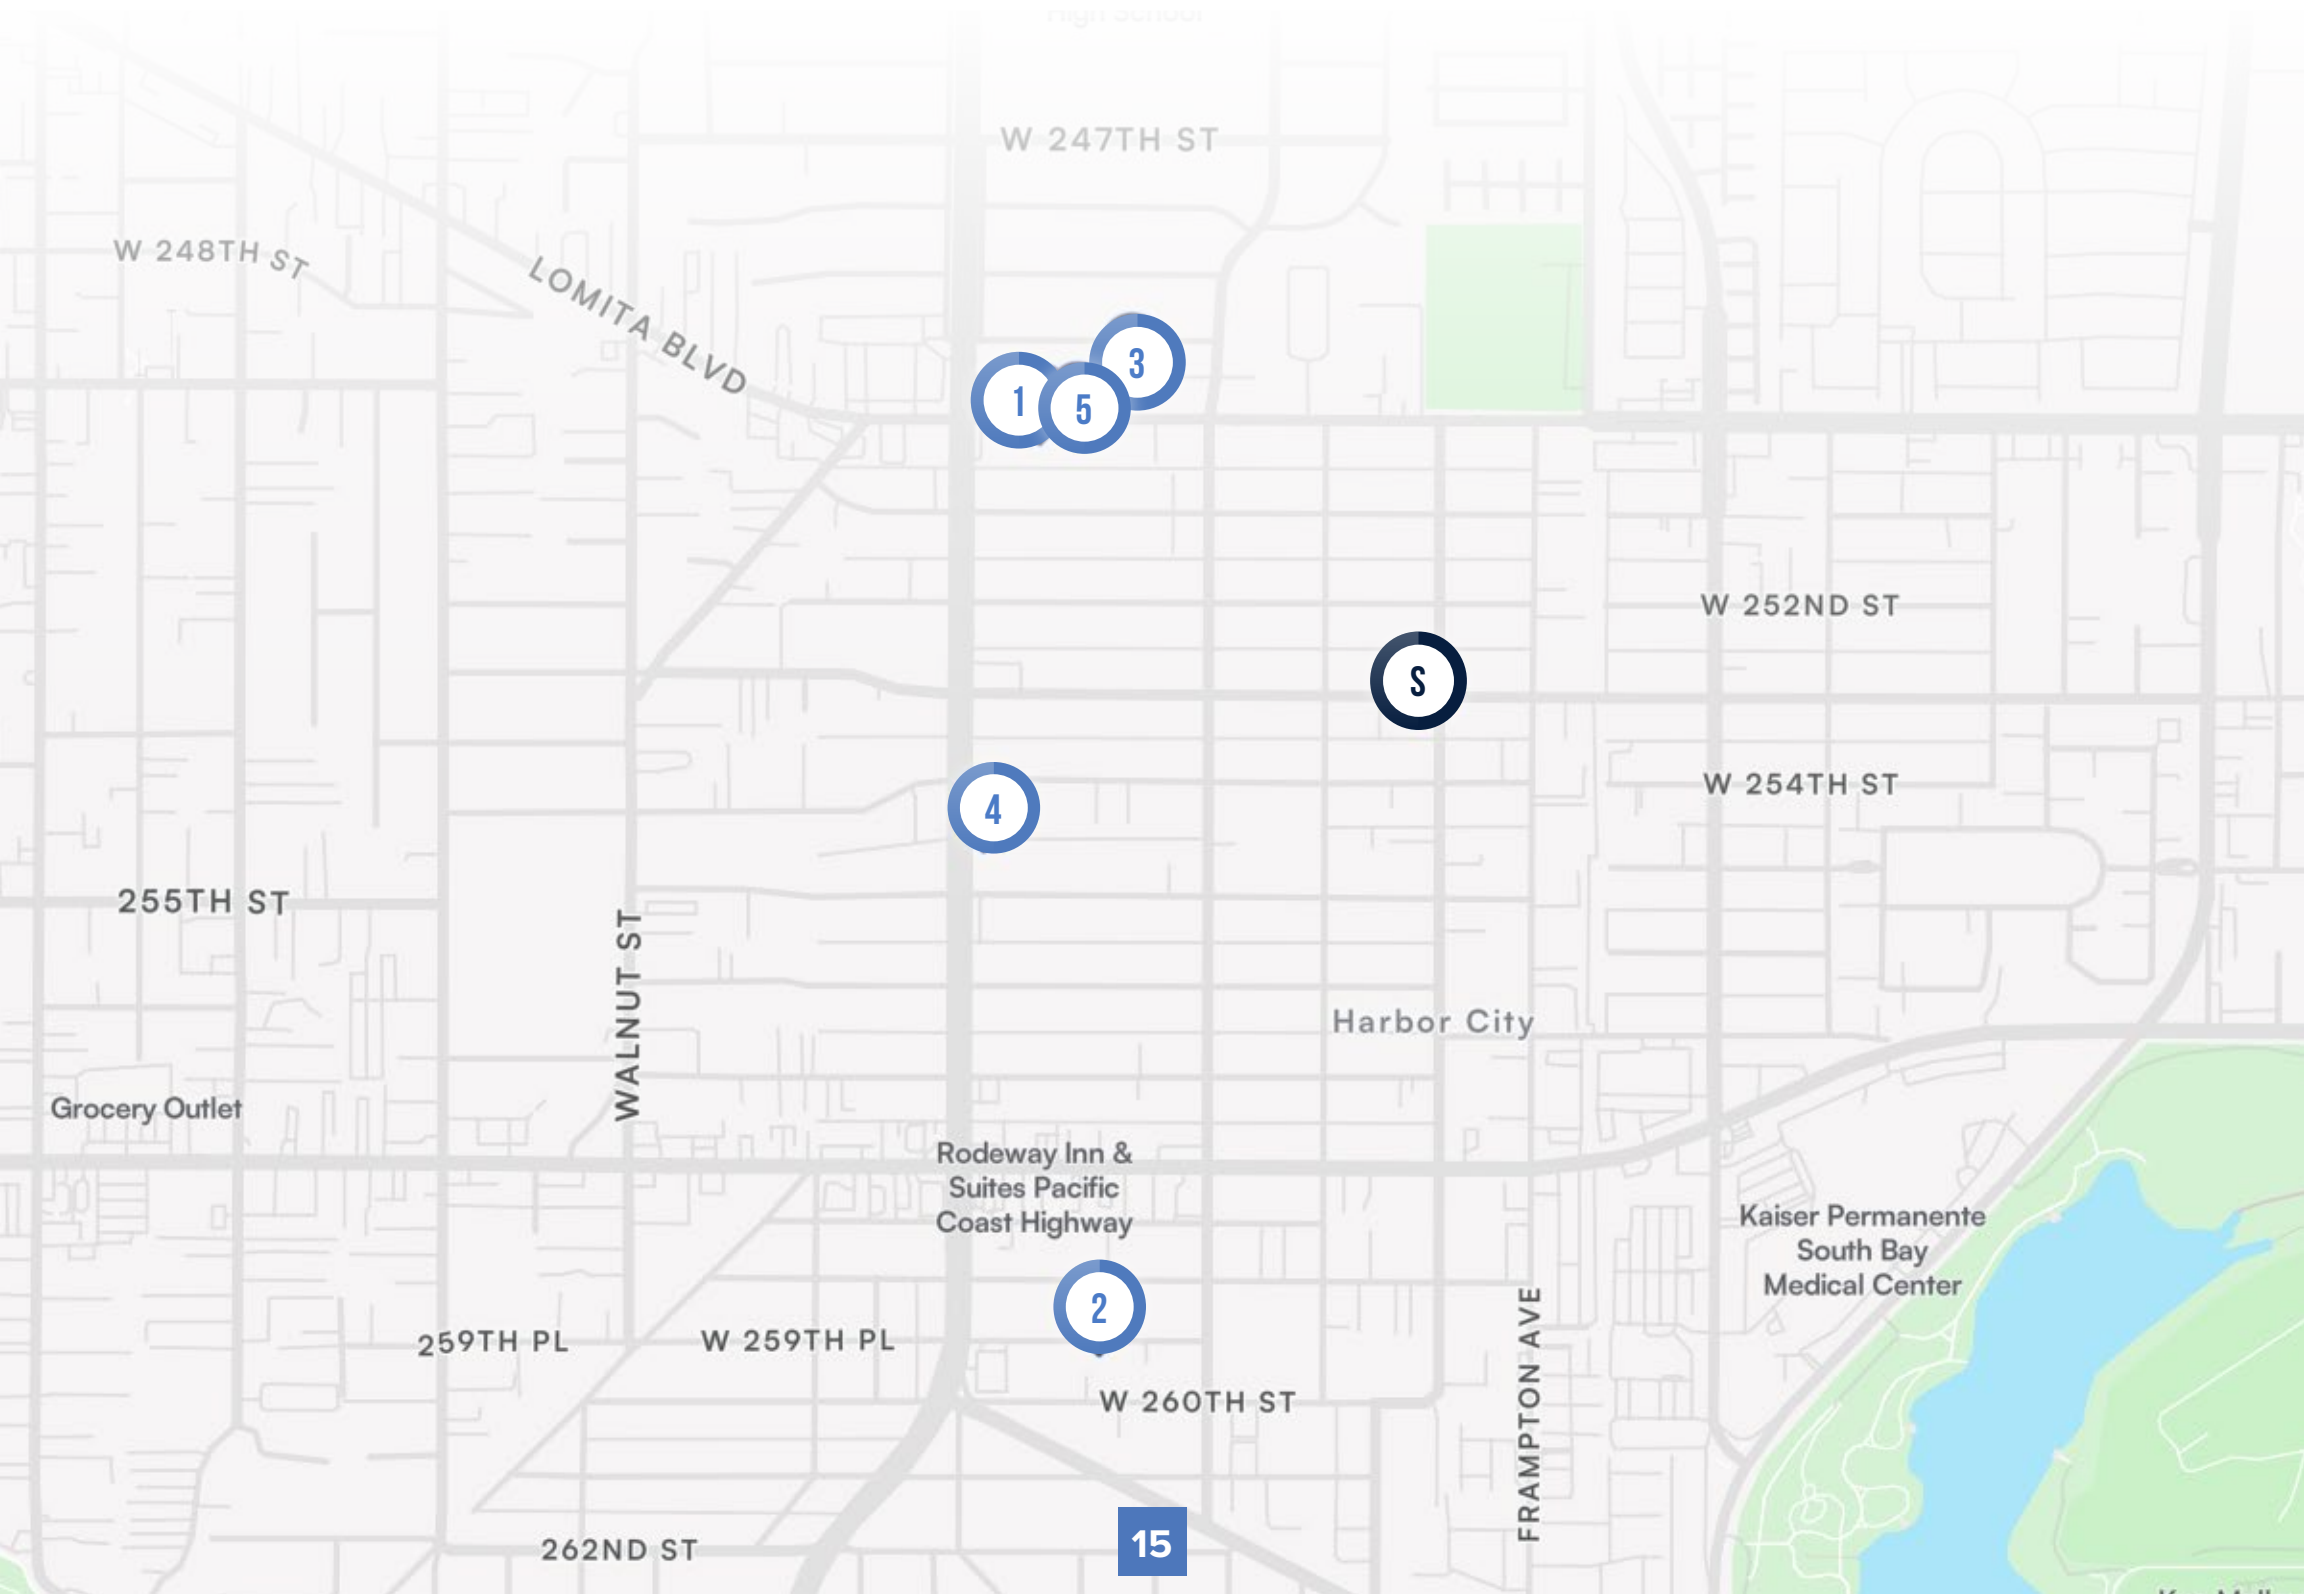 High School
W 247TH ST
W 248TH ST
LOMITA BLVD
3
1
5
W 252ND ST
S
W 254TH ST
4
255TH ST
WALNUT ST
Harbor City
Grocery Outlet
Rodeway Inn &
Suites Pacific
Coast Highway
Kaiser Permanente
South Bay
Medical Center
2
259TH PL
W 259TH PL
W 260TH ST
FRAMPTON AVE
15
262ND ST